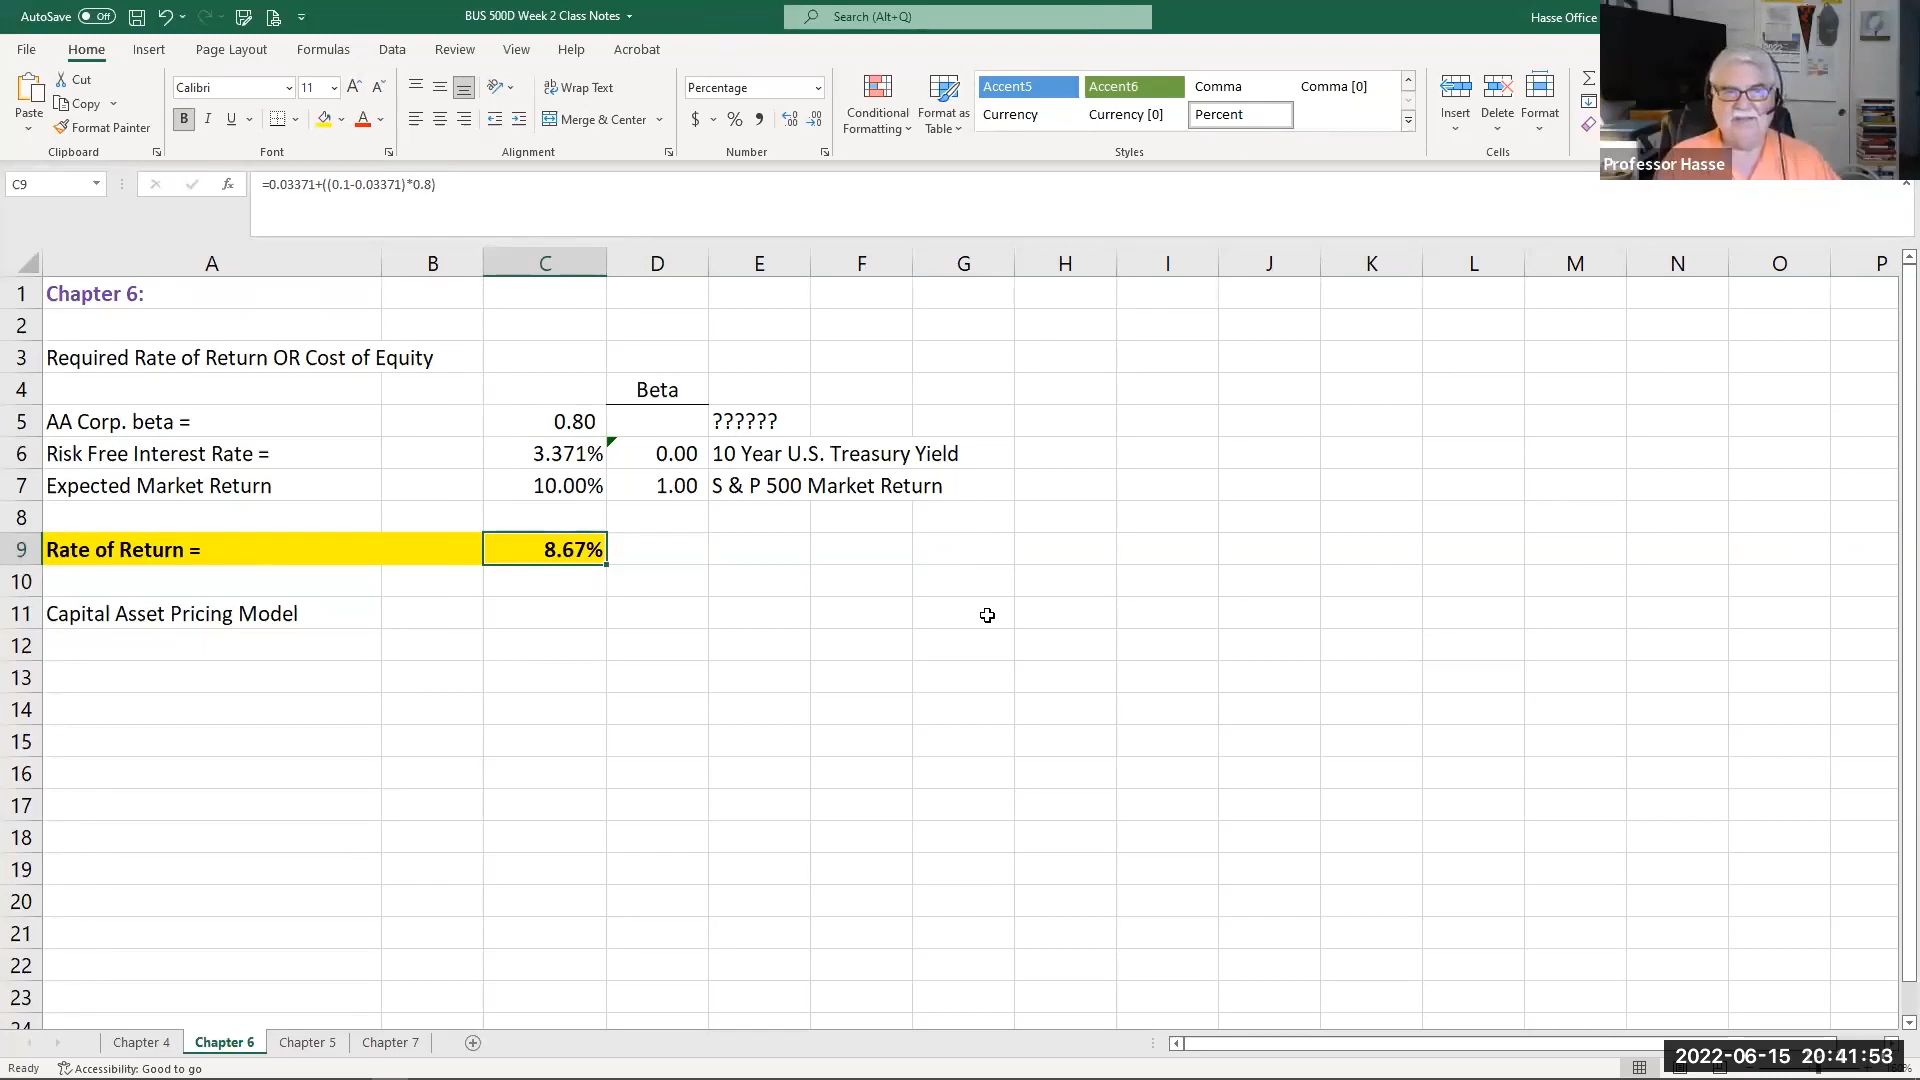 AutoSave Off
BUS 500D Week 2 Class Notes
Search (Alt+Q)
Hasse Office
File Home Insert Page Layout Formulas Data Review View Help Acrobat
Paste
Cut
Copy
Format Painter
Clipboard
Calibri 11
B I U
Font
Wrap Text
Merge & Center
Alignment
Percentage
$ % 9
Number
Conditional Formatting
Format as Table
Accent5 Accent6 Comma Comma [0]
Currency Currency [0] Percent
Styles
Insert Delete Format
Cells
Professor Hasse
C9 fx =0.03371+((0.1-0.03371)*0.8)
A B C D E F G H I J K L M N O P
1 Chapter 6:
2
3 Required Rate of Return OR Cost of Equity
4 Beta
5 AA Corp. beta = 0.80 ??????
6 Risk Free Interest Rate = 3.371% 0.00 10 Year U.S. Treasury Yield
7 Expected Market Return 10.00% 1.00 S & P 500 Market Return
8
9 Rate of Return = 8.67%
10
11 Capital Asset Pricing Model
12
13
14
15
16
17
18
19
20
21
22
23
24
Chapter 4 Chapter 6 Chapter 5 Chapter 7
Ready Accessibility: Good to go
2022-06-15 20:41:53